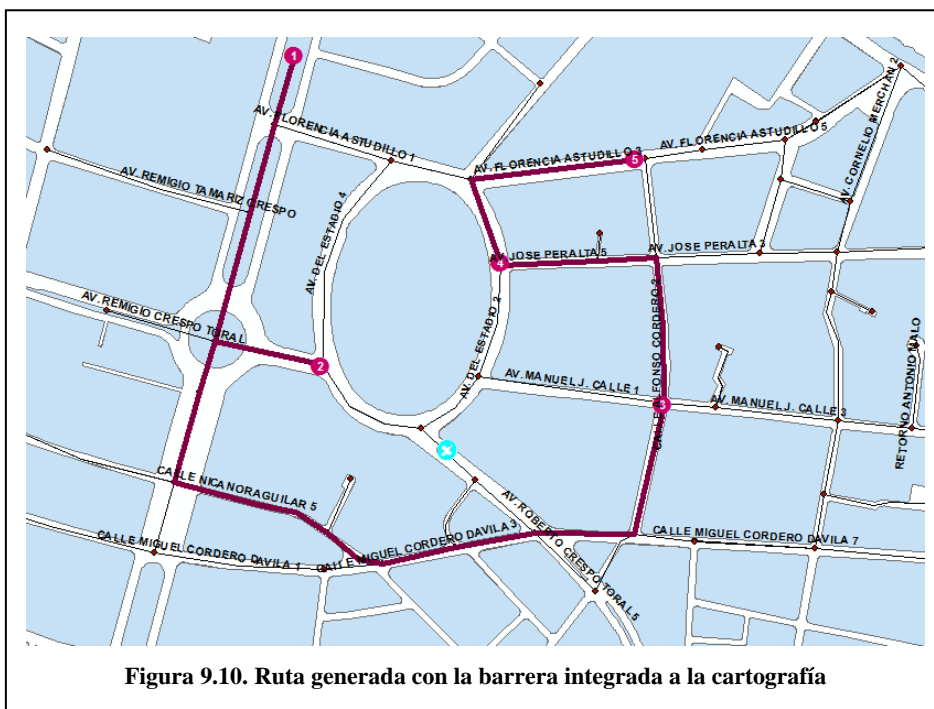 1
AV. FLORENCIA ASTUDILLO 1
AV. FLORENCIA ASTUDILLO 3
5
AV. FLORENCIA ASTUDILLO 5
AV. CORNELIO MERCHAN 2
AV. REMIGIO TAMARIZ CRESPO
AV. DEL ESTADIO 4
4
AV. JOSE PERALTA 5
AV. JOSE PERALTA 3
AV. REMIGIO CRESPO TORAL
2
AV. DEL ESTADIO 2
AV. MANUEL J. CALLE 1
3
CALLE ALFONSO CORDERO 2
AV. MANUEL J. CALLE 3
RETORNO ANTONIO MALO
CALLE NICANOR AGUILAR 5
AV. ROBERTO CRESPO TORAL 5
CALLE MIGUEL CORDERO DAVILA 1
CALLE MIGUEL CORDERO DAVILA 3
CALLE MIGUEL CORDERO DAVILA 7
Figura 9.10. Ruta generada con la barrera integrada a la cartografía